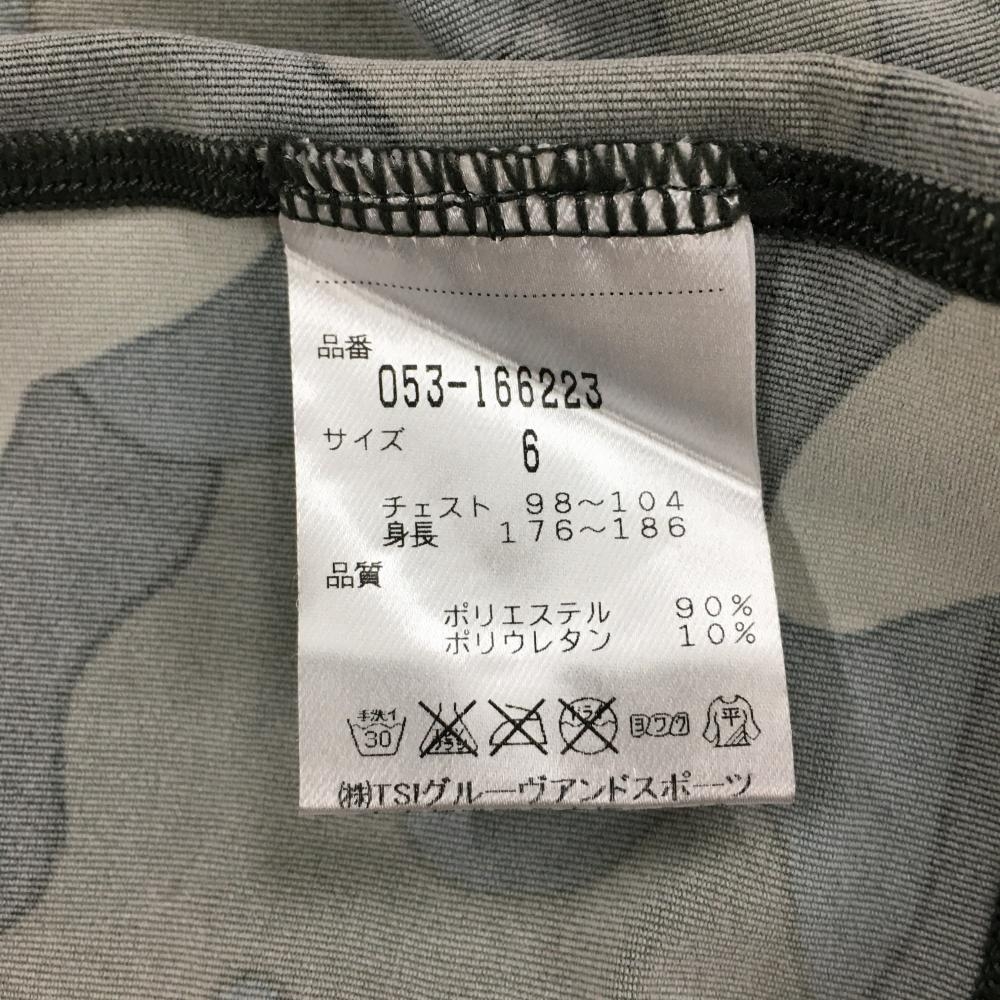 品番
053-166223
サイズ 6
チェスト 98～104
身長 176～186
品質
ポリエステル 90%
ポリウレタン 10%
手洗イ 30 ヨワク 平
(株)TSIグルーヴアンドスポーツ